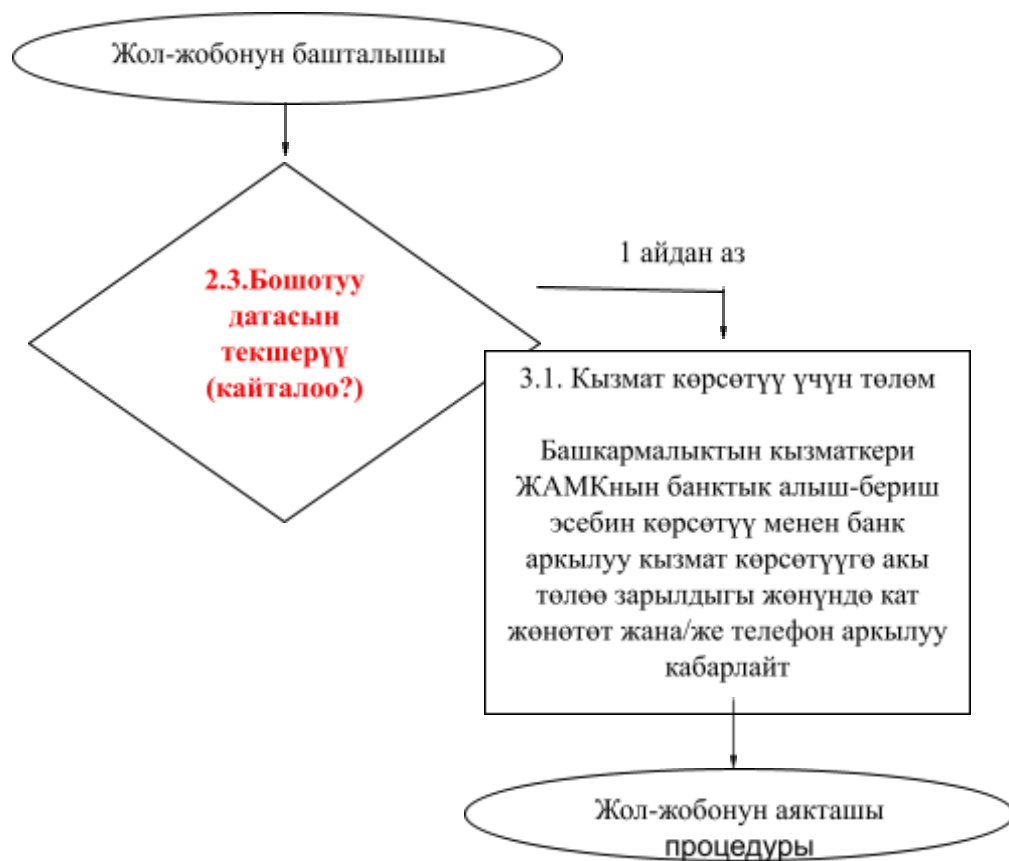 Жол-жобонун башталышы
2.3.Бошотуу
датасын
текшерүү
(кайталоо?)
1 айдан аз
3.1. Кызмат көрсөтүү үчүн төлөм
Башкармалыктын кызматкери
ЖАМКнын банктык алыш-бериш
эсебин көрсөтүү менен банк
аркылуу кызмат көрсөтүүгө акы
төлөө зарылдыгы жөнүндө кат
жөнөтөт жана/же телефон аркылуу
кабарлайт
Жол-жобонун аякташы
процедуры